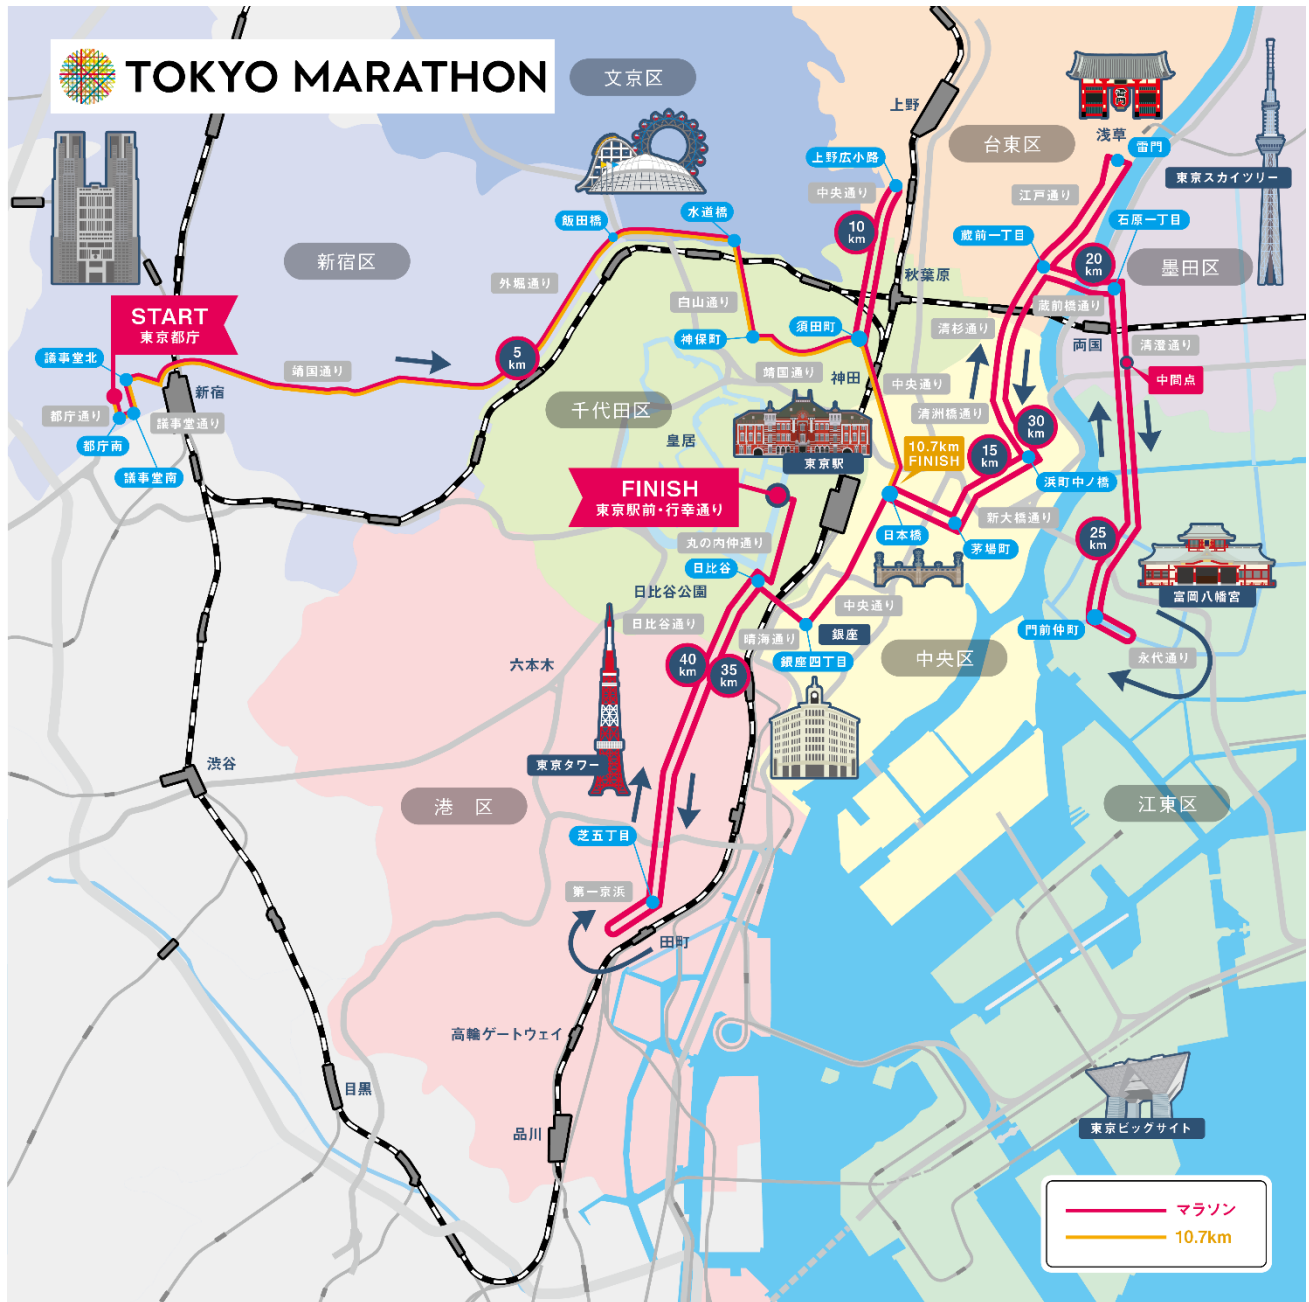 TOKYO MARATHON
文京区
上野
台東区
浅草
雷門
東京スカイツリー
上野広小路
中央通り
江戸通り
飯田橋
水道橋
10
km
蔵前一丁目
石原一丁目
新宿区
外堀通り
白山通り
秋葉原
20
km
墨田区
蔵前橋通り
START
東京都庁
議事堂北
5
km
神保町
須田町
清杉通り
両国
清澄通り
靖国通り
靖国通り
神田
中央通り
中間点
新宿
都庁通り
議事堂通り
都庁南
議事堂南
千代田区
皇居
東京駅
清洲橋通り
10.7km
FINISH
15
km
30
km
浜町中ノ橋
FINISH
東京駅前・行幸通り
日本橋
新大橋通り
茅場町
25
km
丸の内仲通り
日比谷
日比谷公園
日比谷通り
中央通り
晴海通り
銀座
銀座四丁目
中央区
富岡八幡宮
門前仲町
永代通り
六本木
40
km
35
km
東京タワー
渋谷
港 区
芝五丁目
江東区
第一京浜
田町
高輪ゲートウェイ
目黒
品川
東京ビッグサイト
マラソン
10.7km